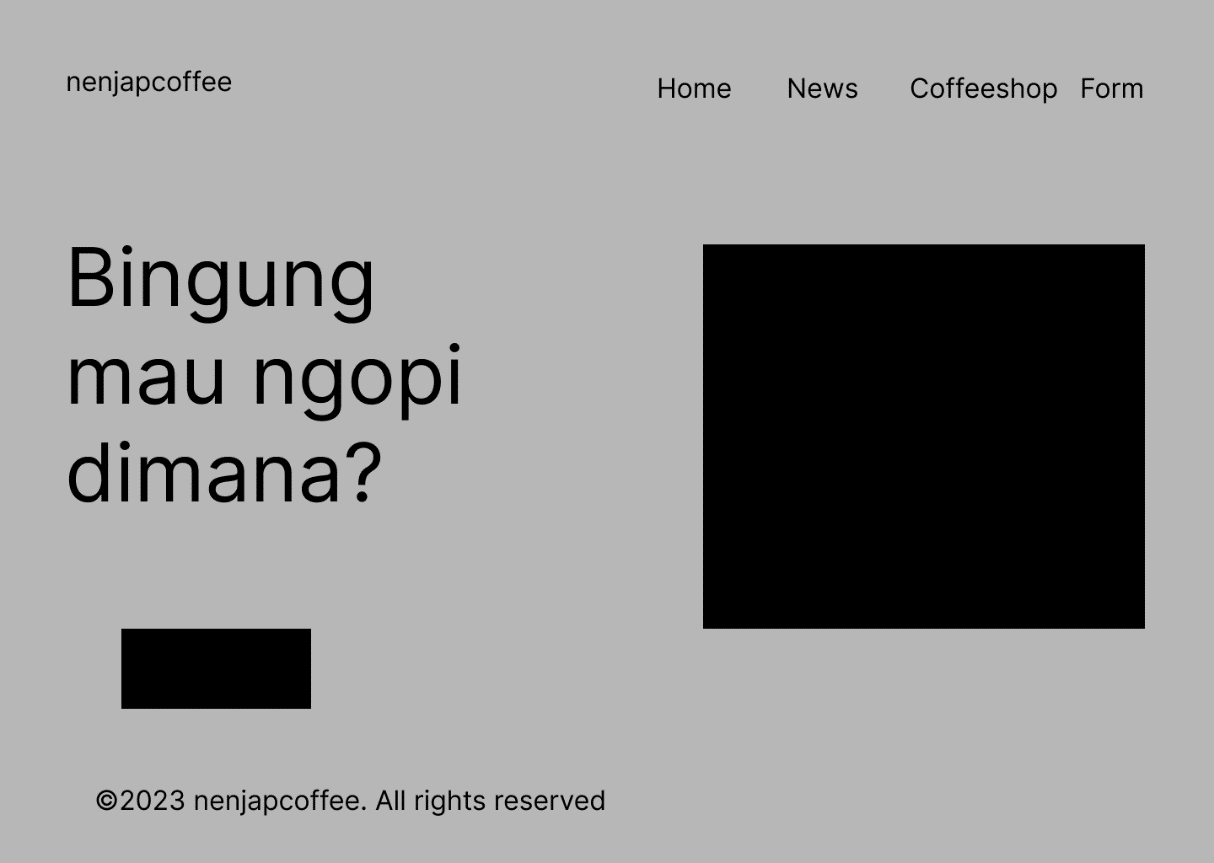 nenjapcoffee
Home News Coffeeshop Form
Bingung
mau ngopi
dimana?
©2023 nenjapcoffee. All rights reserved